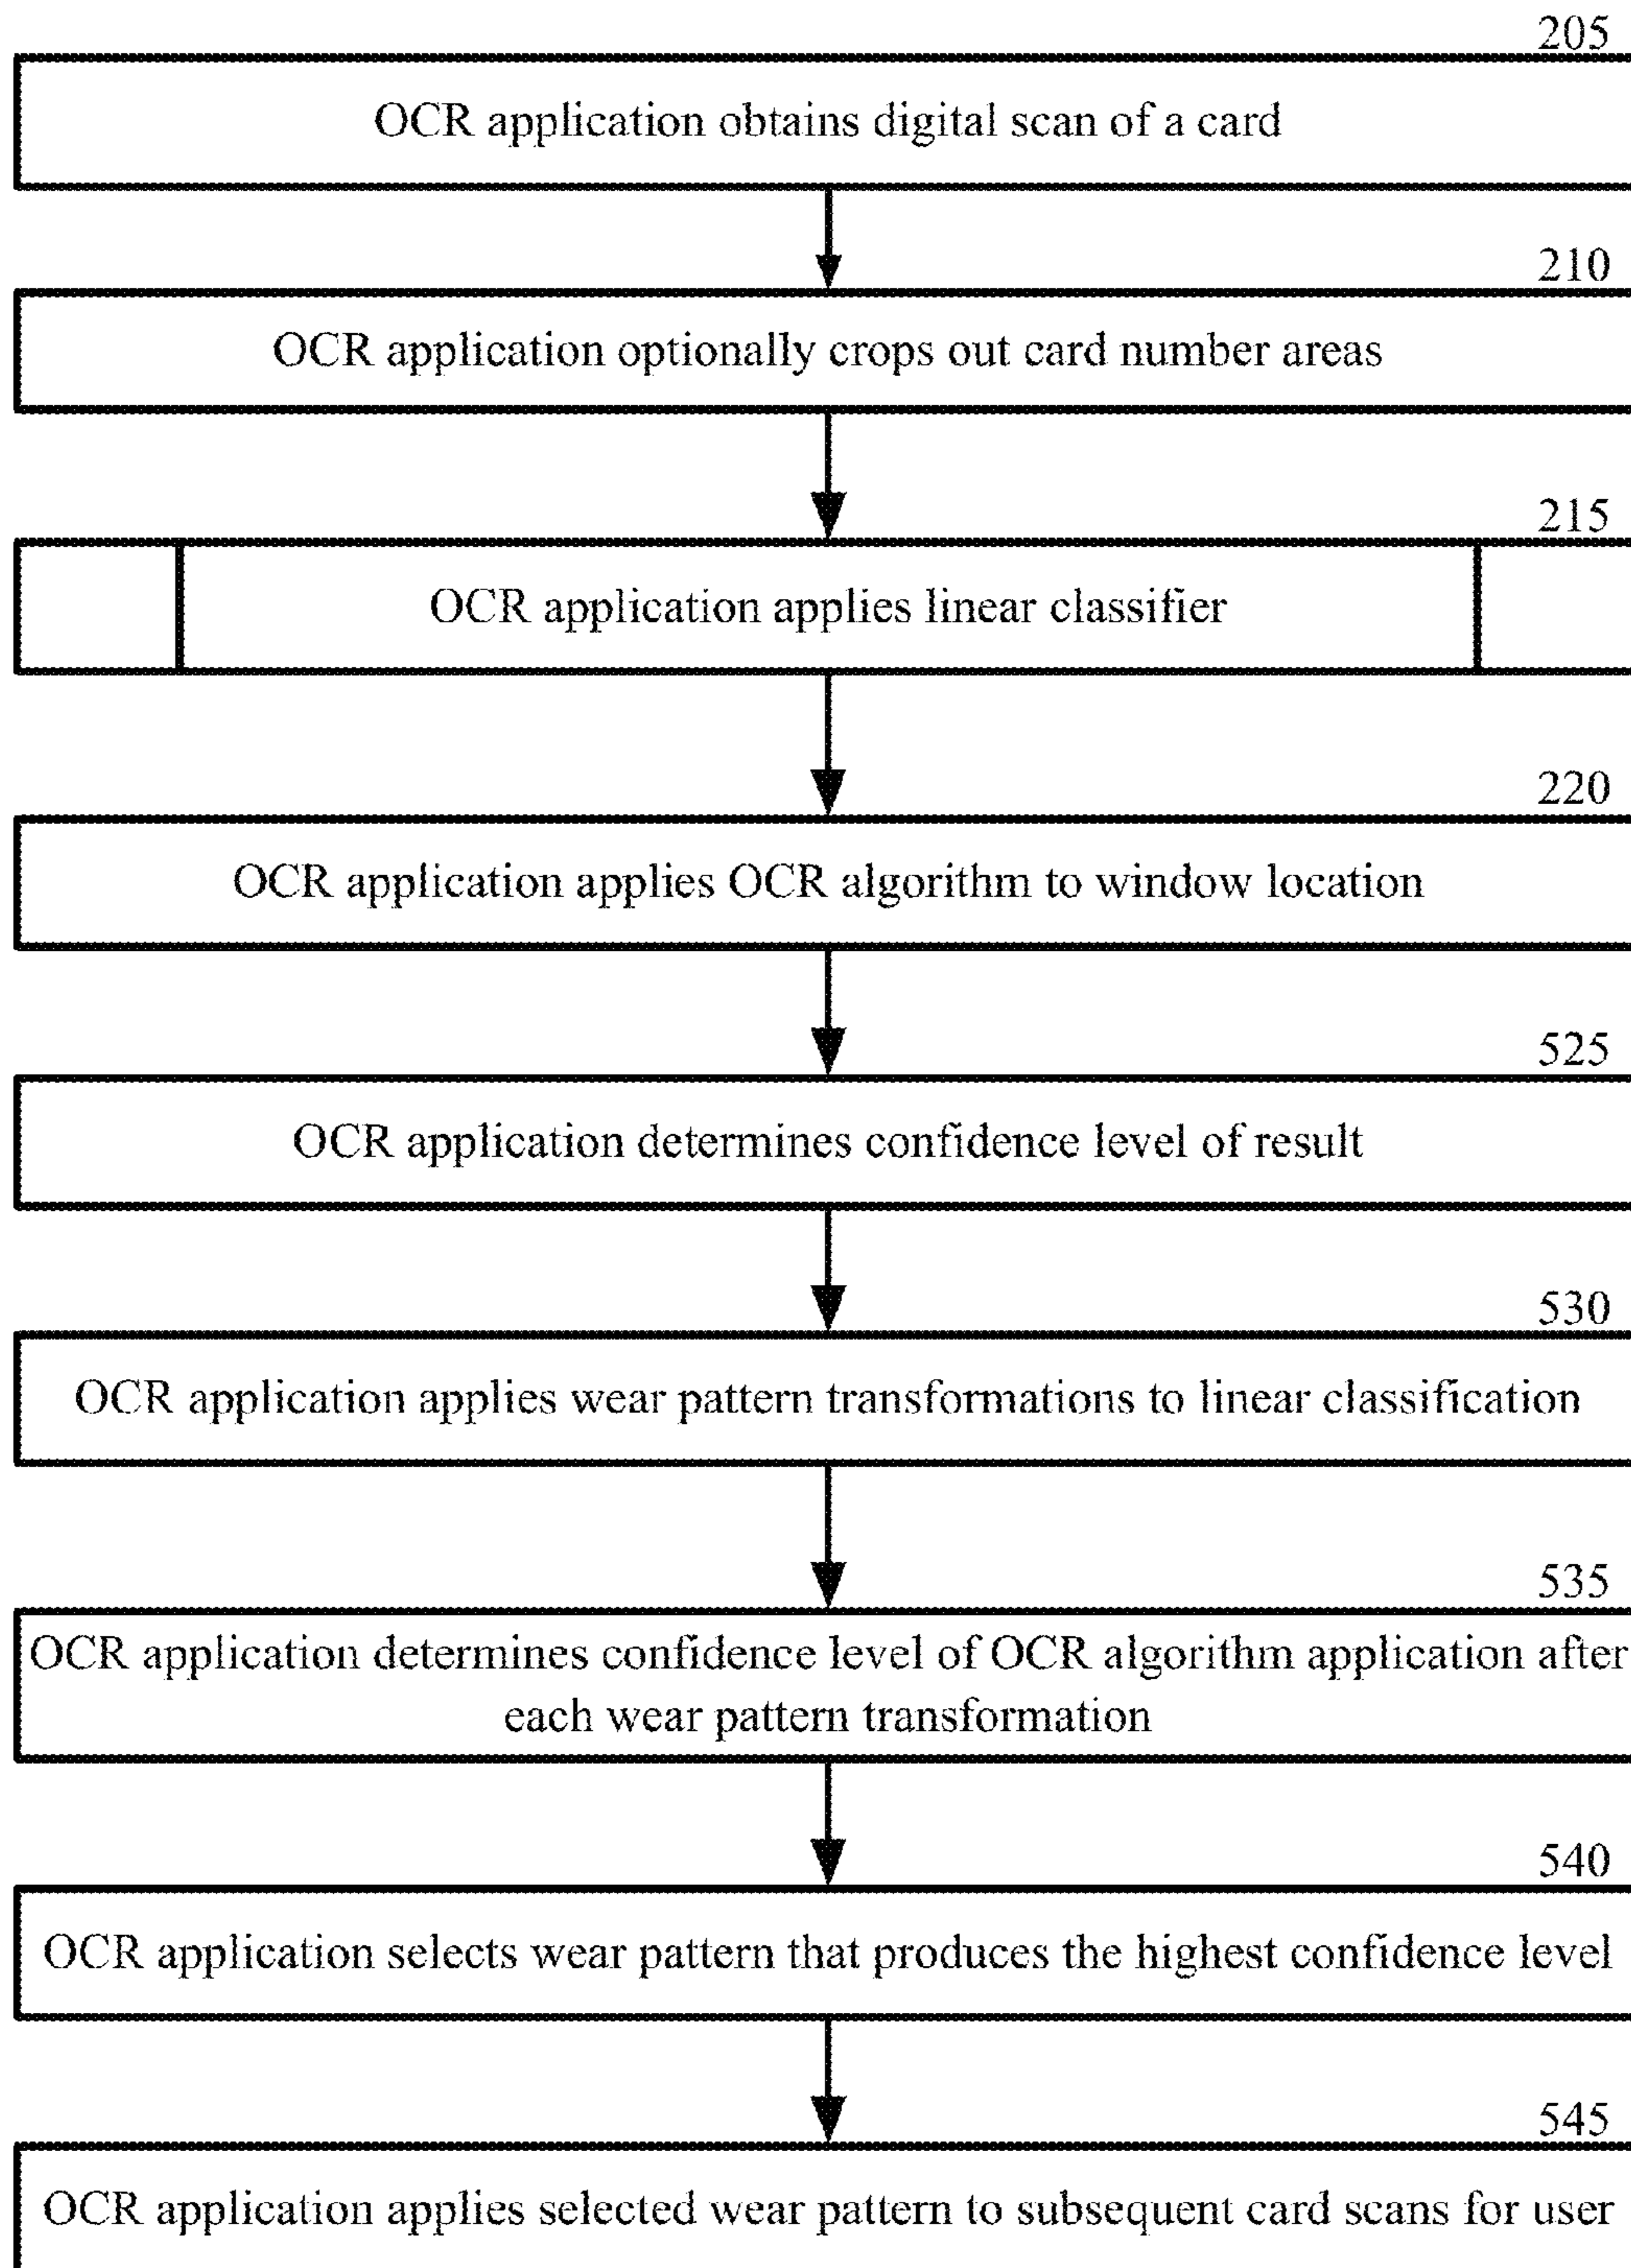 205
OCR application obtains digital scan of a card
210
OCR application optionally crops out card number areas
215
OCR application applies linear classifier
220
OCR application applies OCR algorithm to window location
525
OCR application determines confidence level of result
530
OCR application applies wear pattern transformations to linear classification
535
OCR application determines confidence level of OCR algorithm application after
each wear pattern transformation
540
OCR application selects wear pattern that produces the highest confidence level
545
OCR application applies selected wear pattern to subsequent card scans for user